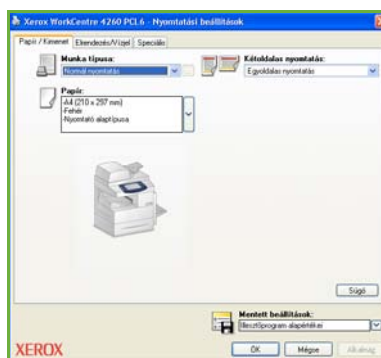 Xerox WorkCentre 4260 PCL6 - Nyomtatási beállítások
Papír / Kimenet Elrendezés/Vízjel Speciális
Munka típusa:
Normál nyomtatás
Kétoldalas nyomtatás:
Egyoldalas nyomtatás
Papír:
-A4 (210 x 297 mm)
-Fehér
-Nyomtató alaptípusa
Súgó
Mentett beállítások:
Illesztőprogram alapértékei
XEROX
OK Mégse Alkalmaz